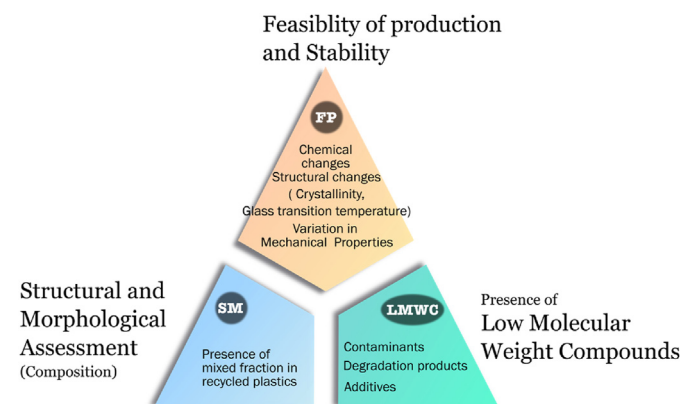 Feasiblity of production
and Stability
FP
Chemical
changes
Structural changes
( Crystallinity,
Glass transition temperature)
Variation in
Mechanical Properties
Structural and
Morphological
Assessment
(Composition)
SM
Presence of
mixed fraction in
recycled plastics
LMWC
Contaminants
Degradation products
Additives
Presence of
Low Molecular
Weight Compounds